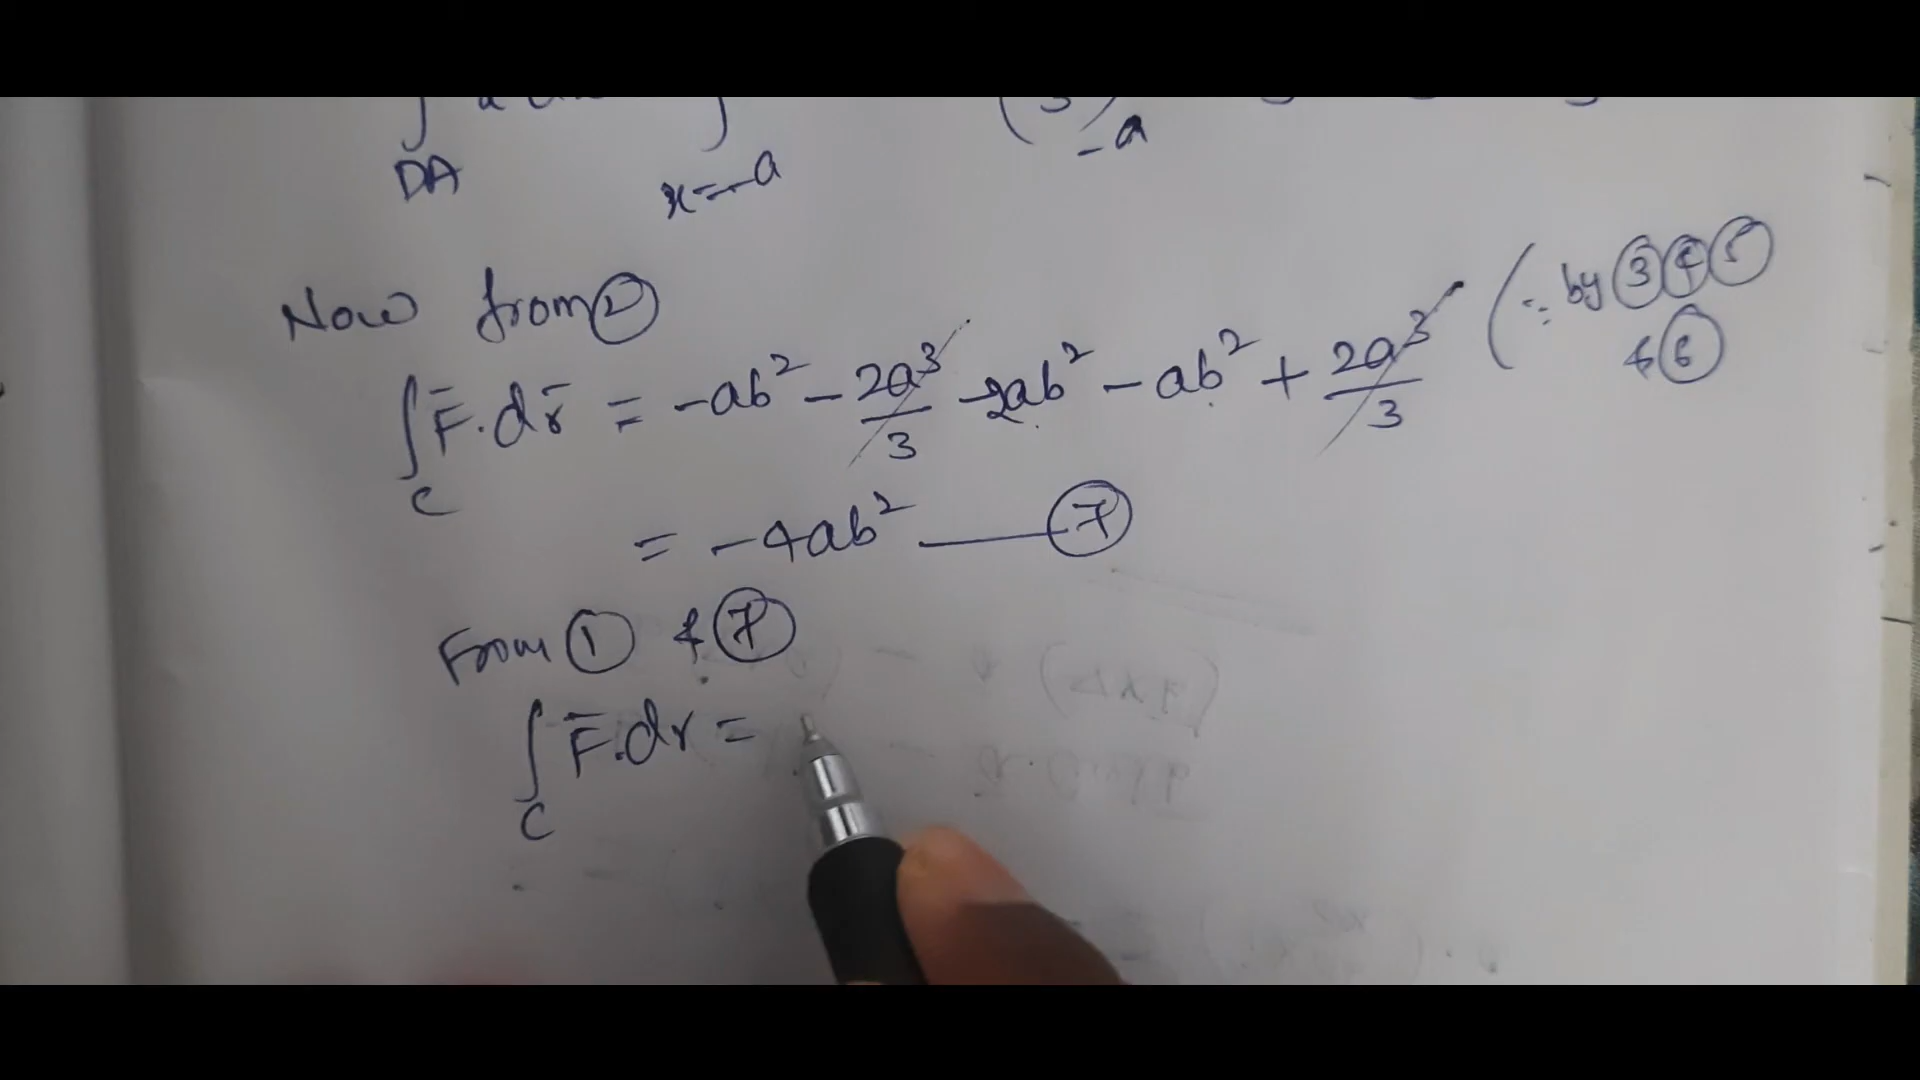 DA x=-a -a
Now from ②
∫_C F̄.dr̄ = -ab² - 2a³/3 -2ab² - ab² + 2a³/3 (∵ by ③ ④ ⑤
& ⑥
= -4ab² —— ⑦
From ① & ⑦
∫_C F̄.dr =